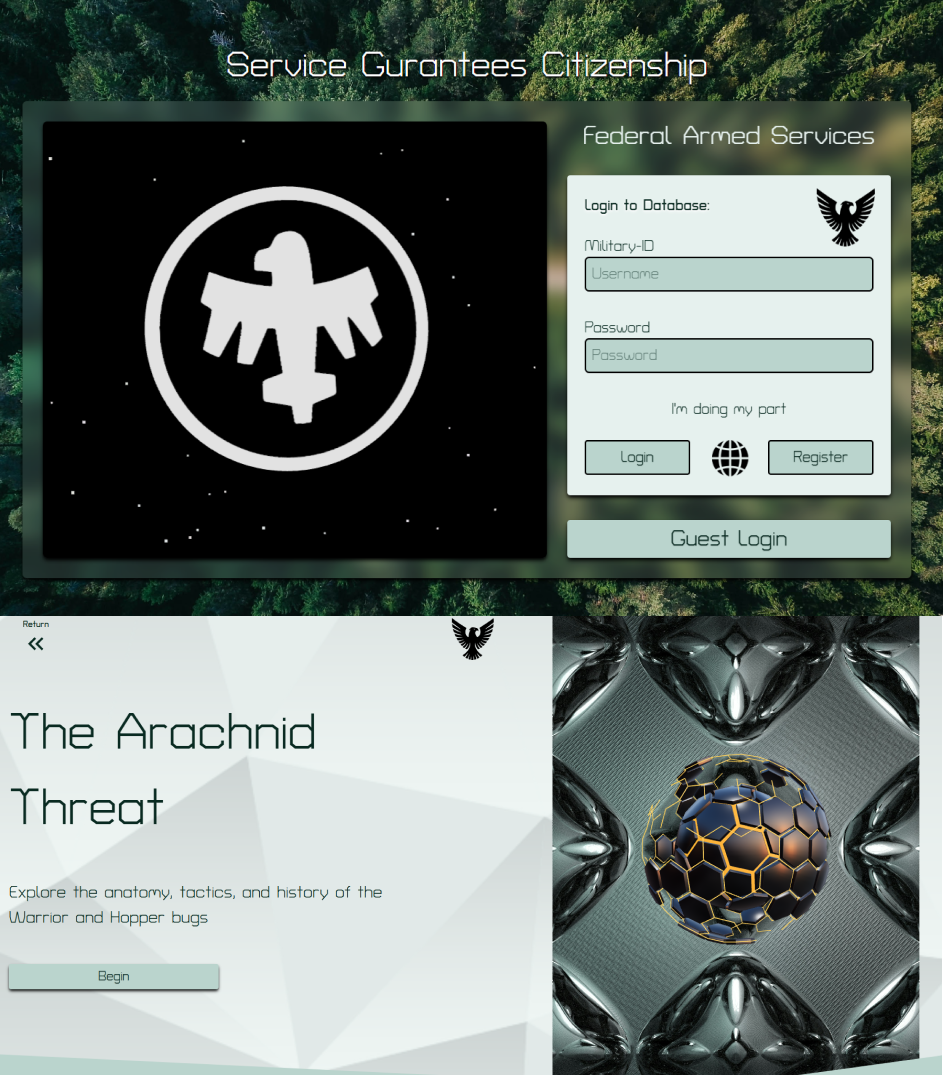 Service Gurantees Citizenship
Federal Armed Services
Login to Database:
Military-ID
Username
Password
Password
I'm doing my part
Login
Register
Guest Login
Return
The Arachnid
Threat
Explore the anatomy, tactics, and history of the
Warrior and Hopper bugs
Begin